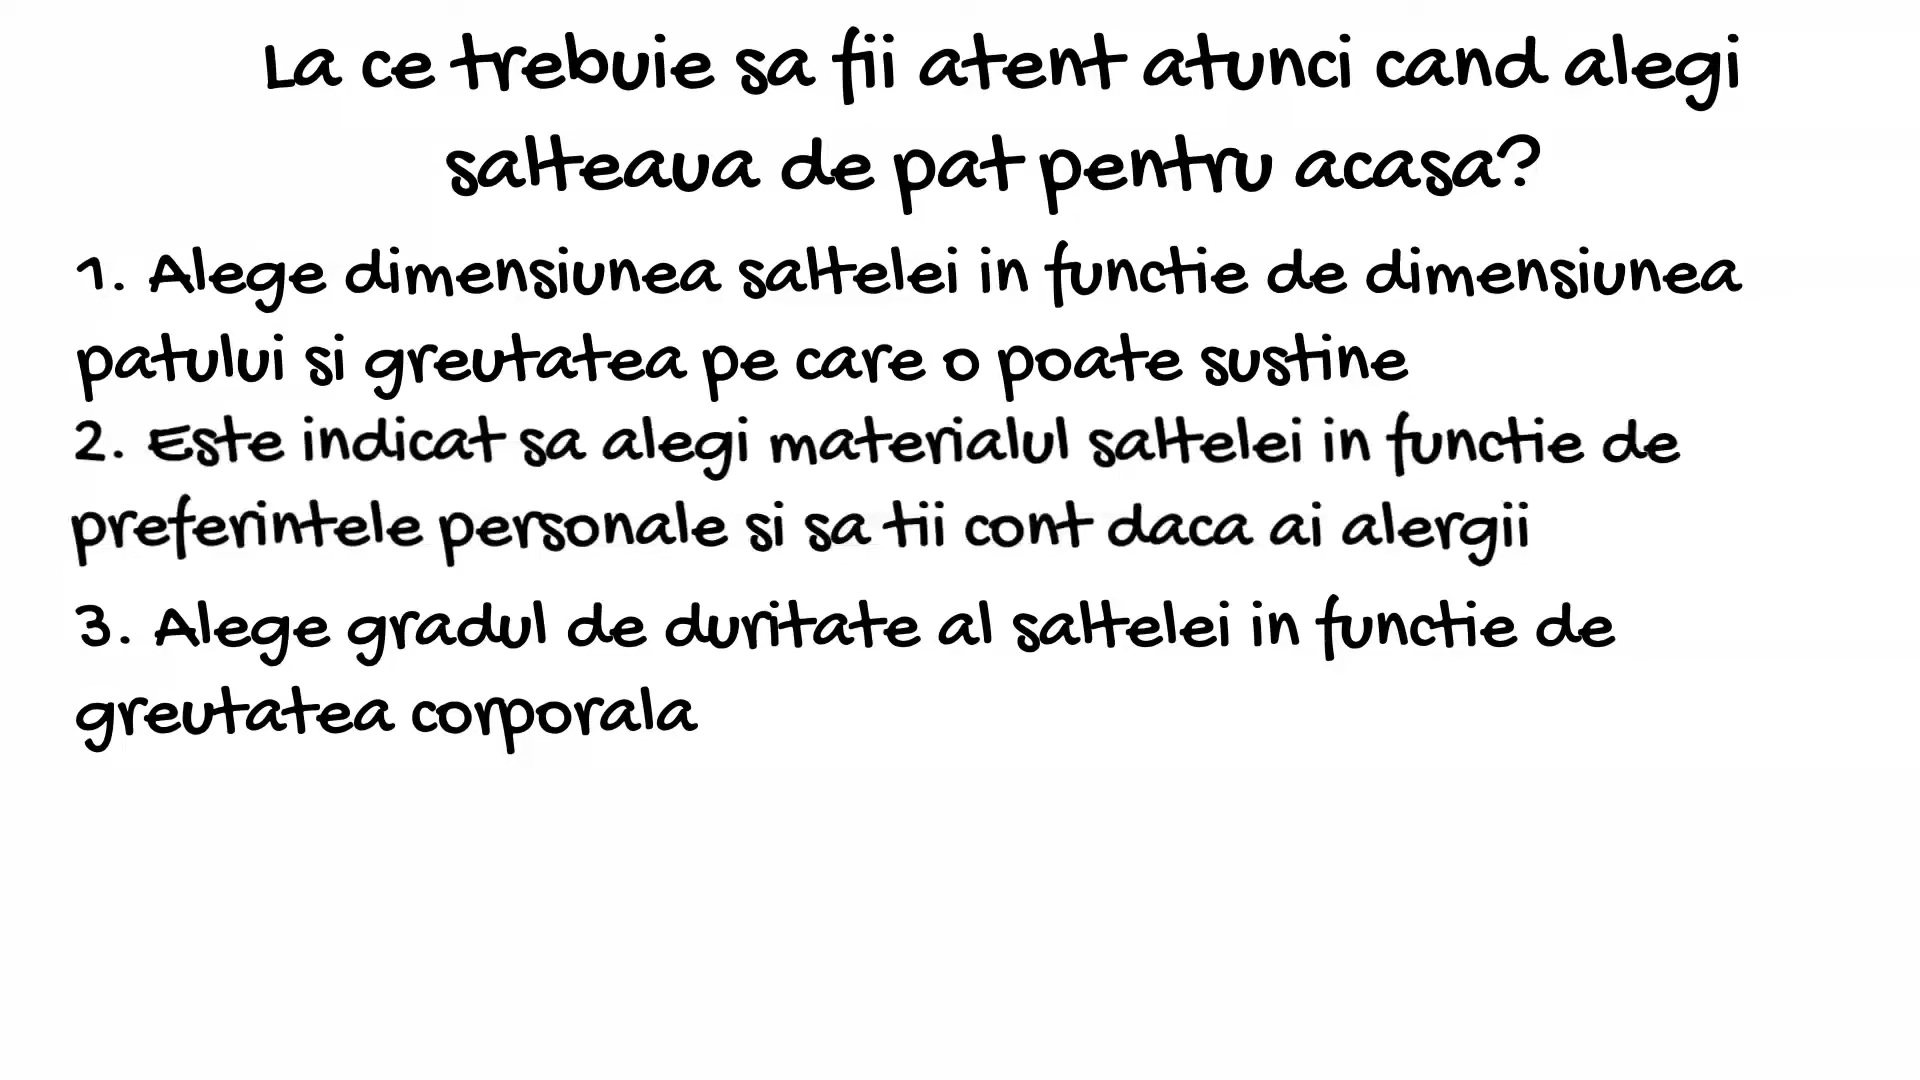 La ce trebuie sa fii atent atunci cand alegi
salteaua de pat pentru acasa?
1. Alege dimensiunea saltelei in functie de dimensiunea
patului si greutatea pe care o poate sustine
2. Este indicat sa alegi materialul saltelei in functie de
preferintele personale si sa tii cont daca ai alergii
3. Alege gradul de duritate al saltelei in functie de
greutatea corporala